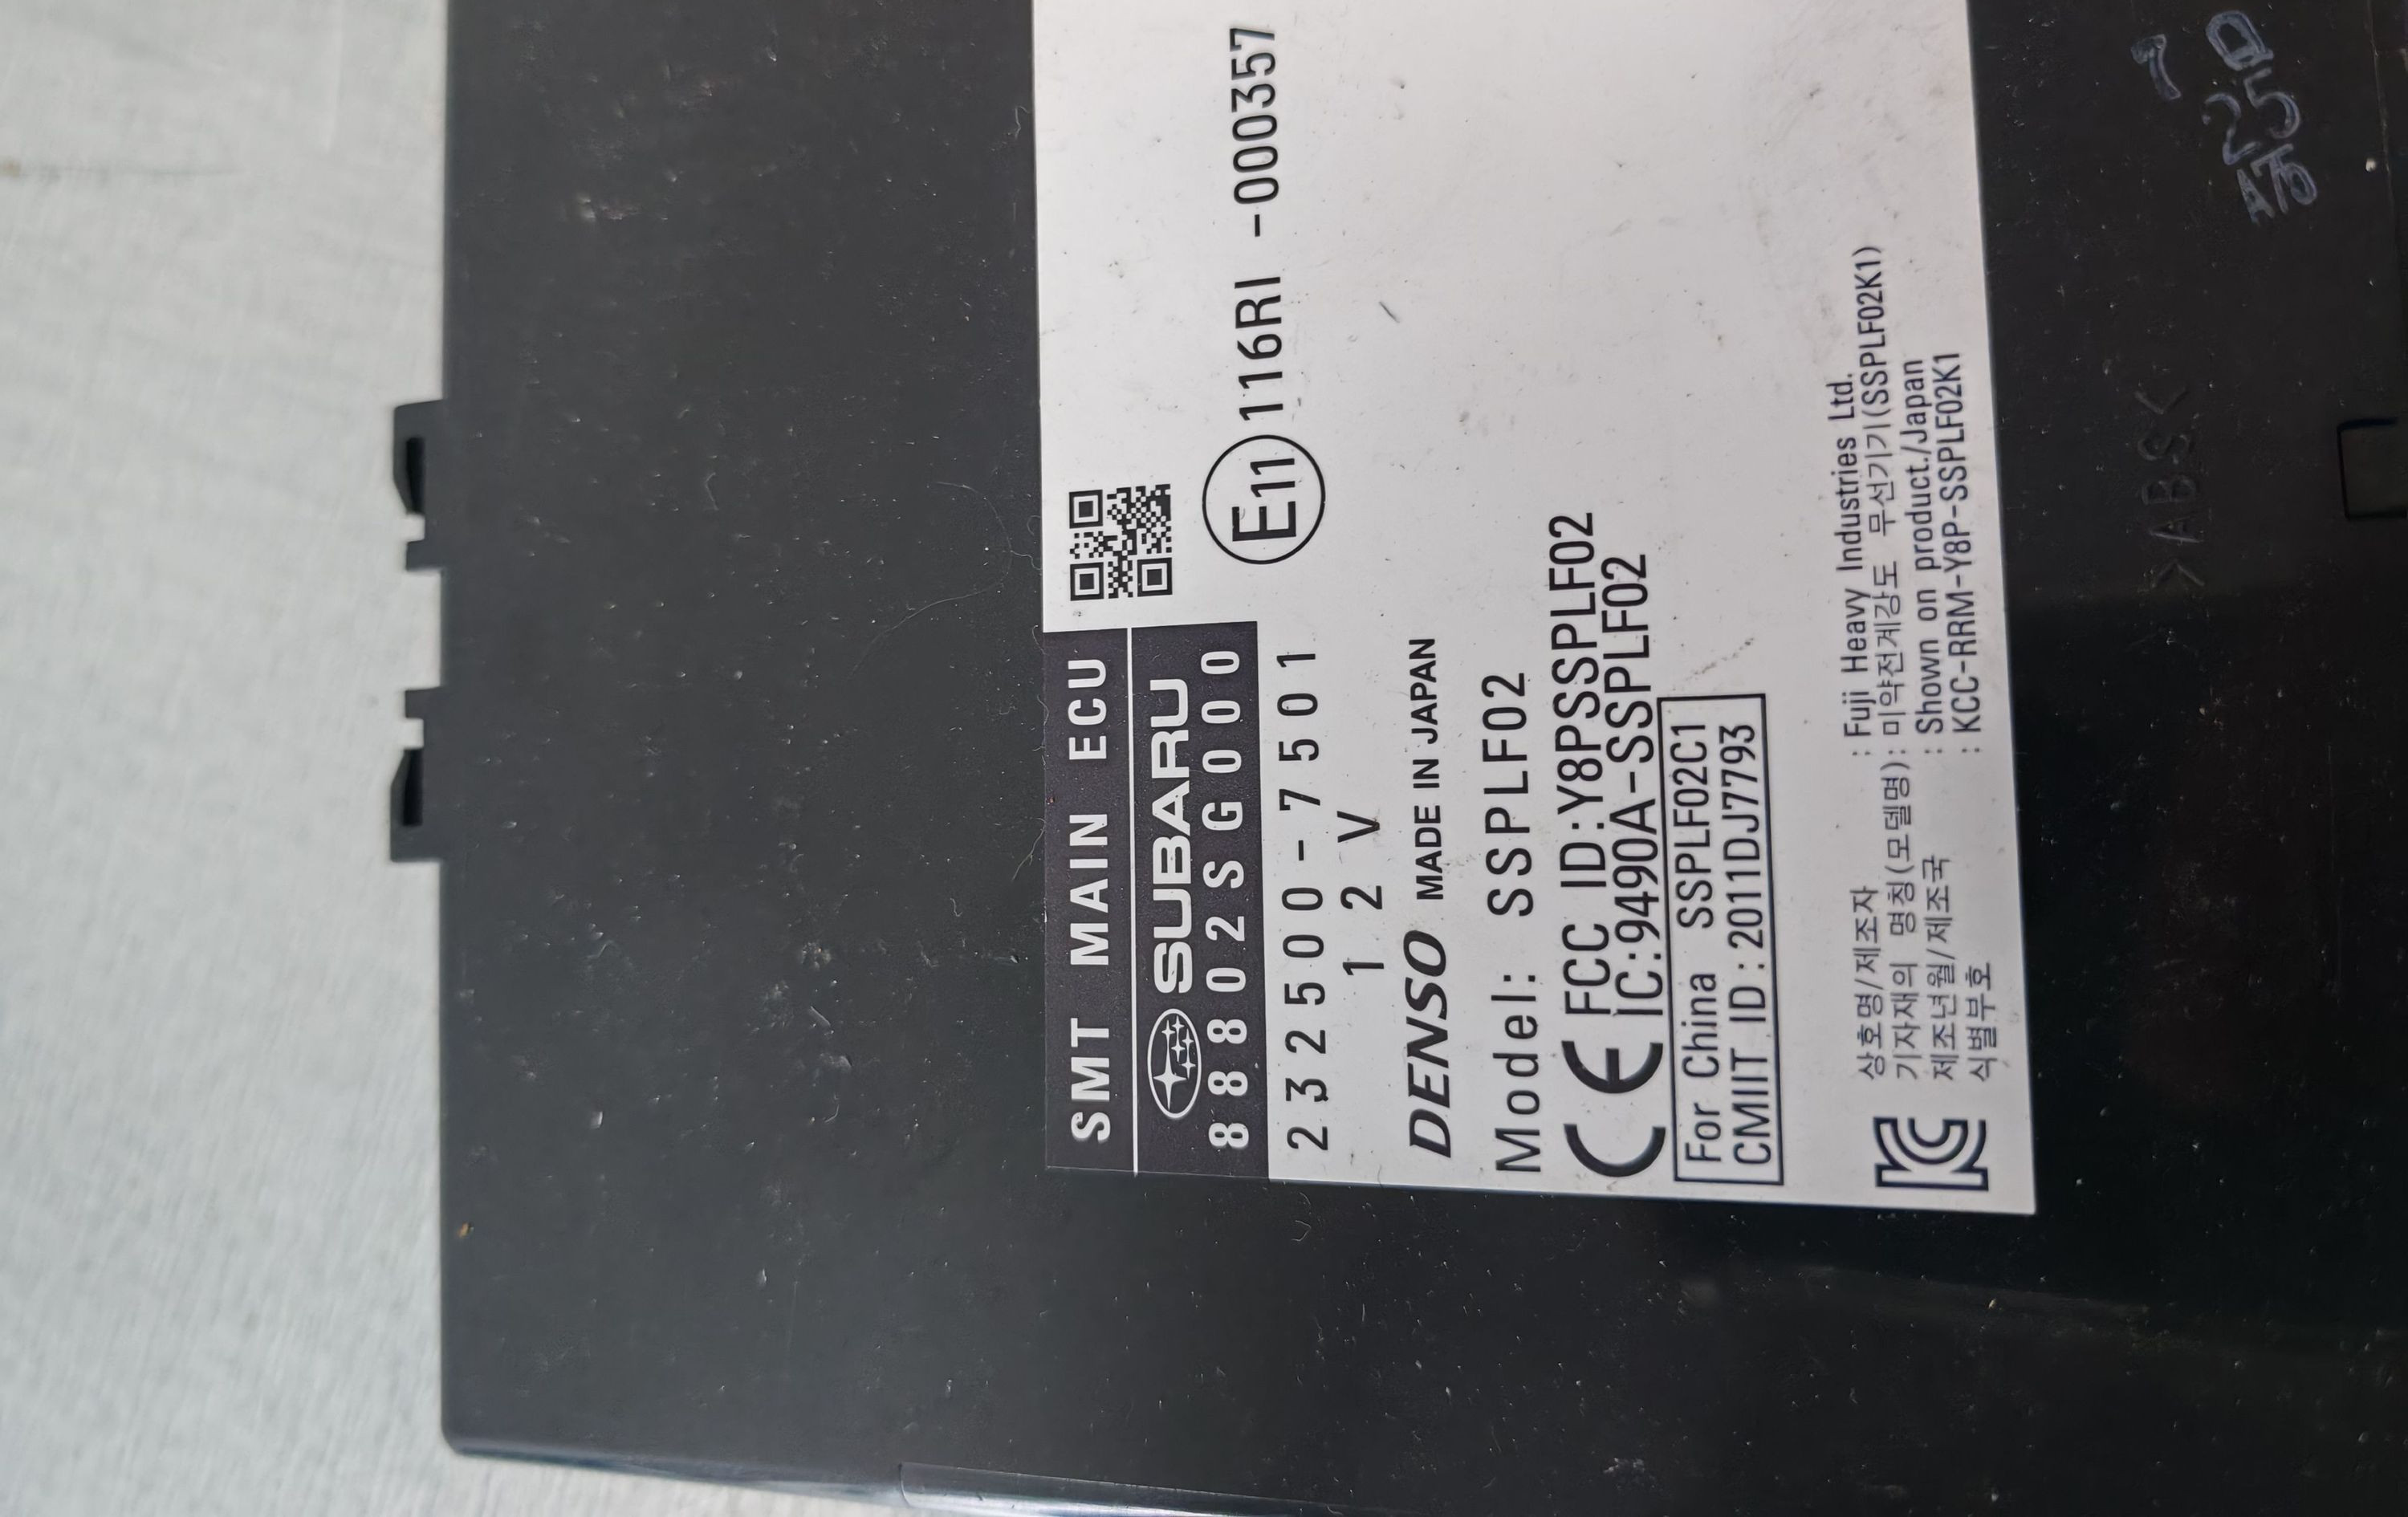 SMT MAIN ECU
SUBARU
88802SG000
232500-7501
12V
E11 116RI -000357
DENSO MADE IN JAPAN
Model: SSPLF02
CE FCC ID:Y8PSSPLF02
IC:9490A-SSPLF02
For China SSPLF02C1
CMIIT ID:2011DJ7793
상호명/제조자 : Fuji Heavy Industries Ltd.
기자재의 명칭(모델명) : 미약전계강도 무선기기(SSPLF02K1)
제조년월/제조국 : Shown on product./Japan
식별부호 : KCC-RRM-Y8P-SSPLF02K1
>ABS<